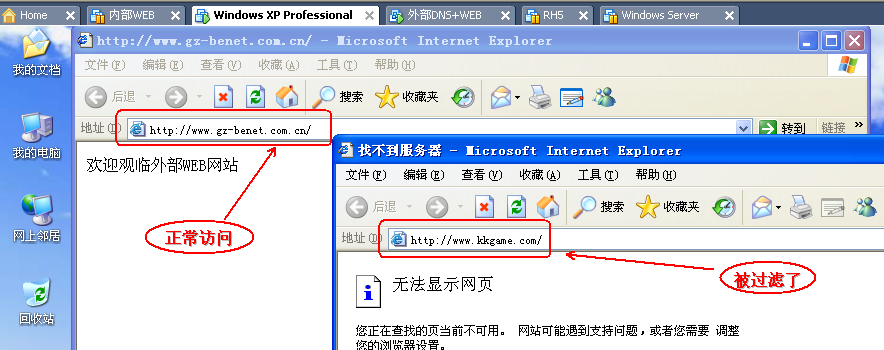 Home 内部WEB Windows XP Professional 外部DNS+WEB RH5 Windows Server
http://www.gz-benet.com.cn/ - Microsoft Internet Explorer
我的文档
文件(F) 编辑(E) 查看(V) 收藏(A) 工具(T) 帮助(H)
后退 搜索 收藏夹
地址(D) http://www.gz-benet.com.cn/ 转到 链接 »
我的电脑
欢迎观临外部WEB网站
找不到服务器 - Microsoft Internet Explorer
文件(F) 编辑(E) 查看(V) 收藏(A) 工具(T) 帮助(H)
后退 搜索 收藏夹
网上邻居
正常访问
地址(D) http://www.kkgame.com/
被过滤了
无法显示网页
回收站
您正在查找的页当前不可用。 网站可能遇到支持问题，或者您需要 调整
您的浏览器设置。